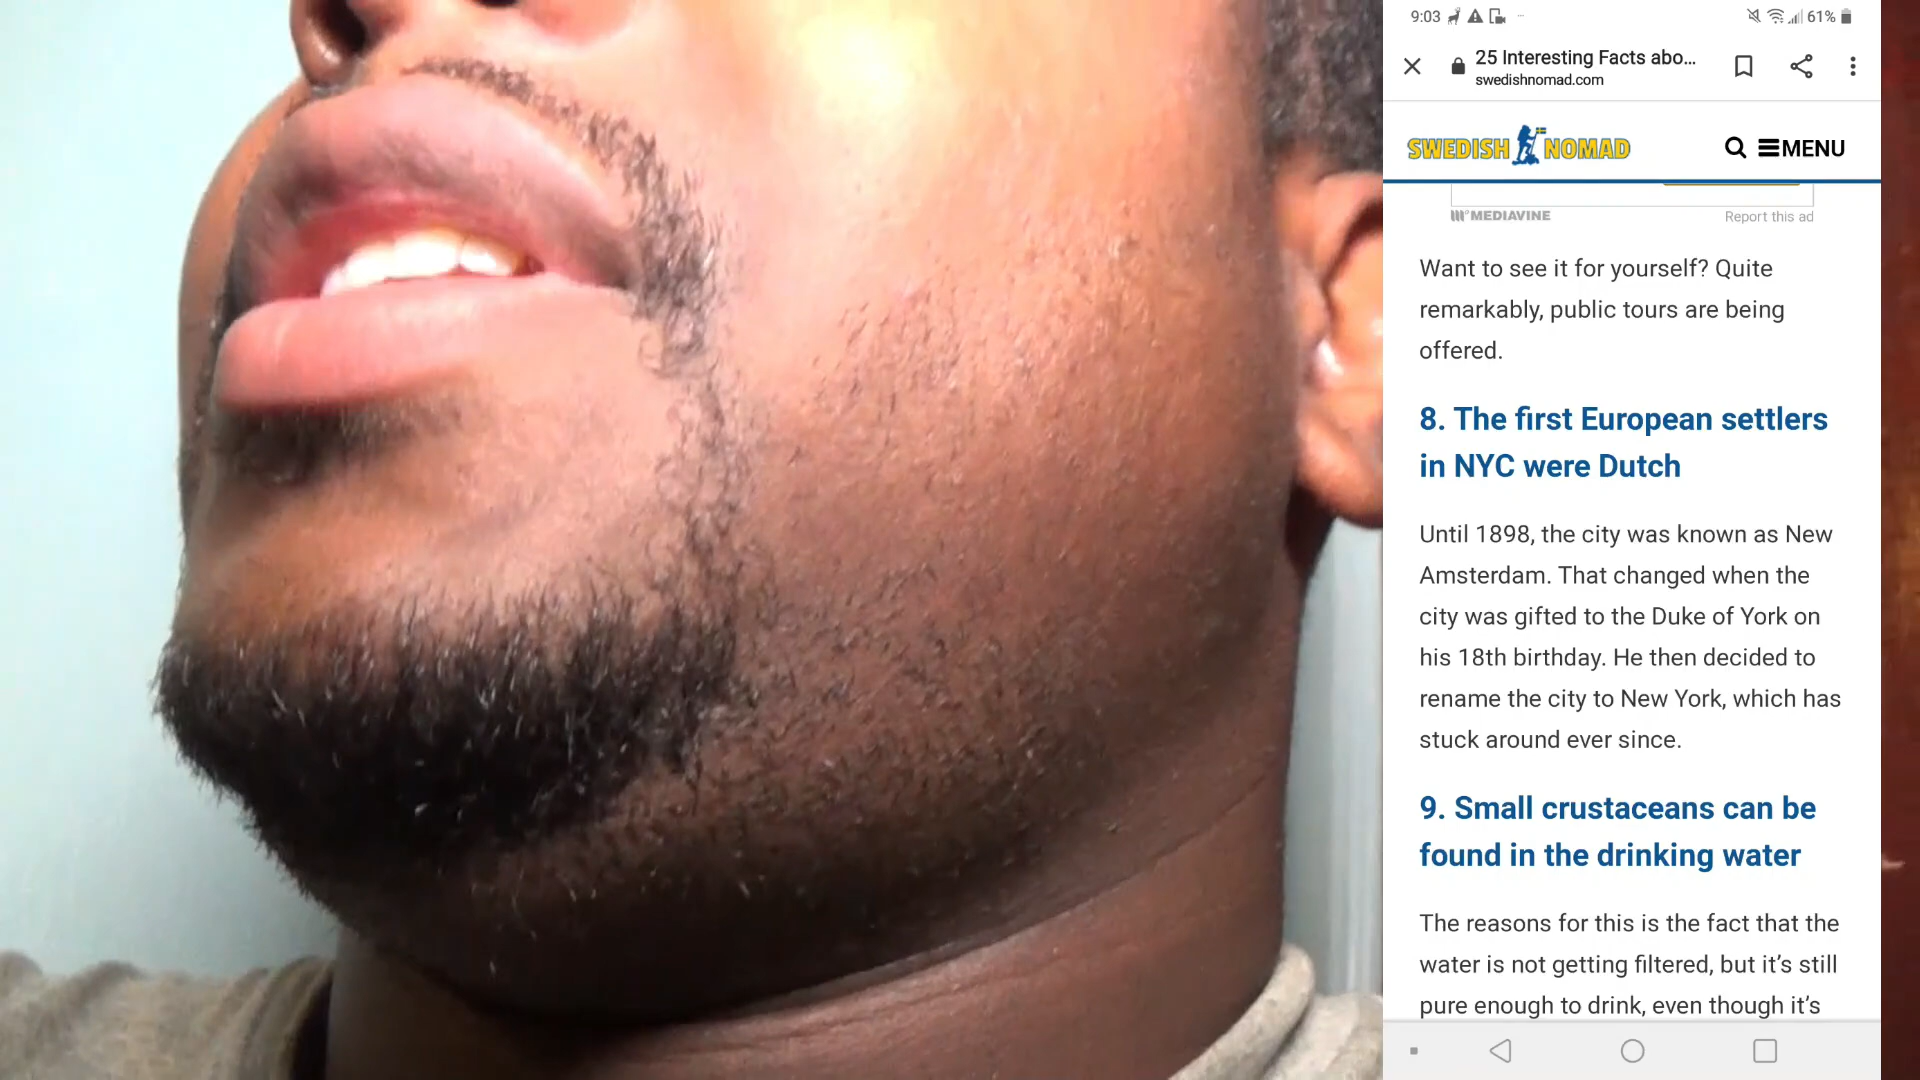 9:03
61%
25 Interesting Facts abo...
swedishnomad.com
SWEDISH NOMAD
MENU
MEDIAVINE
Report this ad
Want to see it for yourself? Quite
remarkably, public tours are being
offered.
8. The first European settlers
in NYC were Dutch
Until 1898, the city was known as New
Amsterdam. That changed when the
city was gifted to the Duke of York on
his 18th birthday. He then decided to
rename the city to New York, which has
stuck around ever since.
9. Small crustaceans can be
found in the drinking water
The reasons for this is the fact that the
water is not getting filtered, but it’s still
pure enough to drink, even though it’s